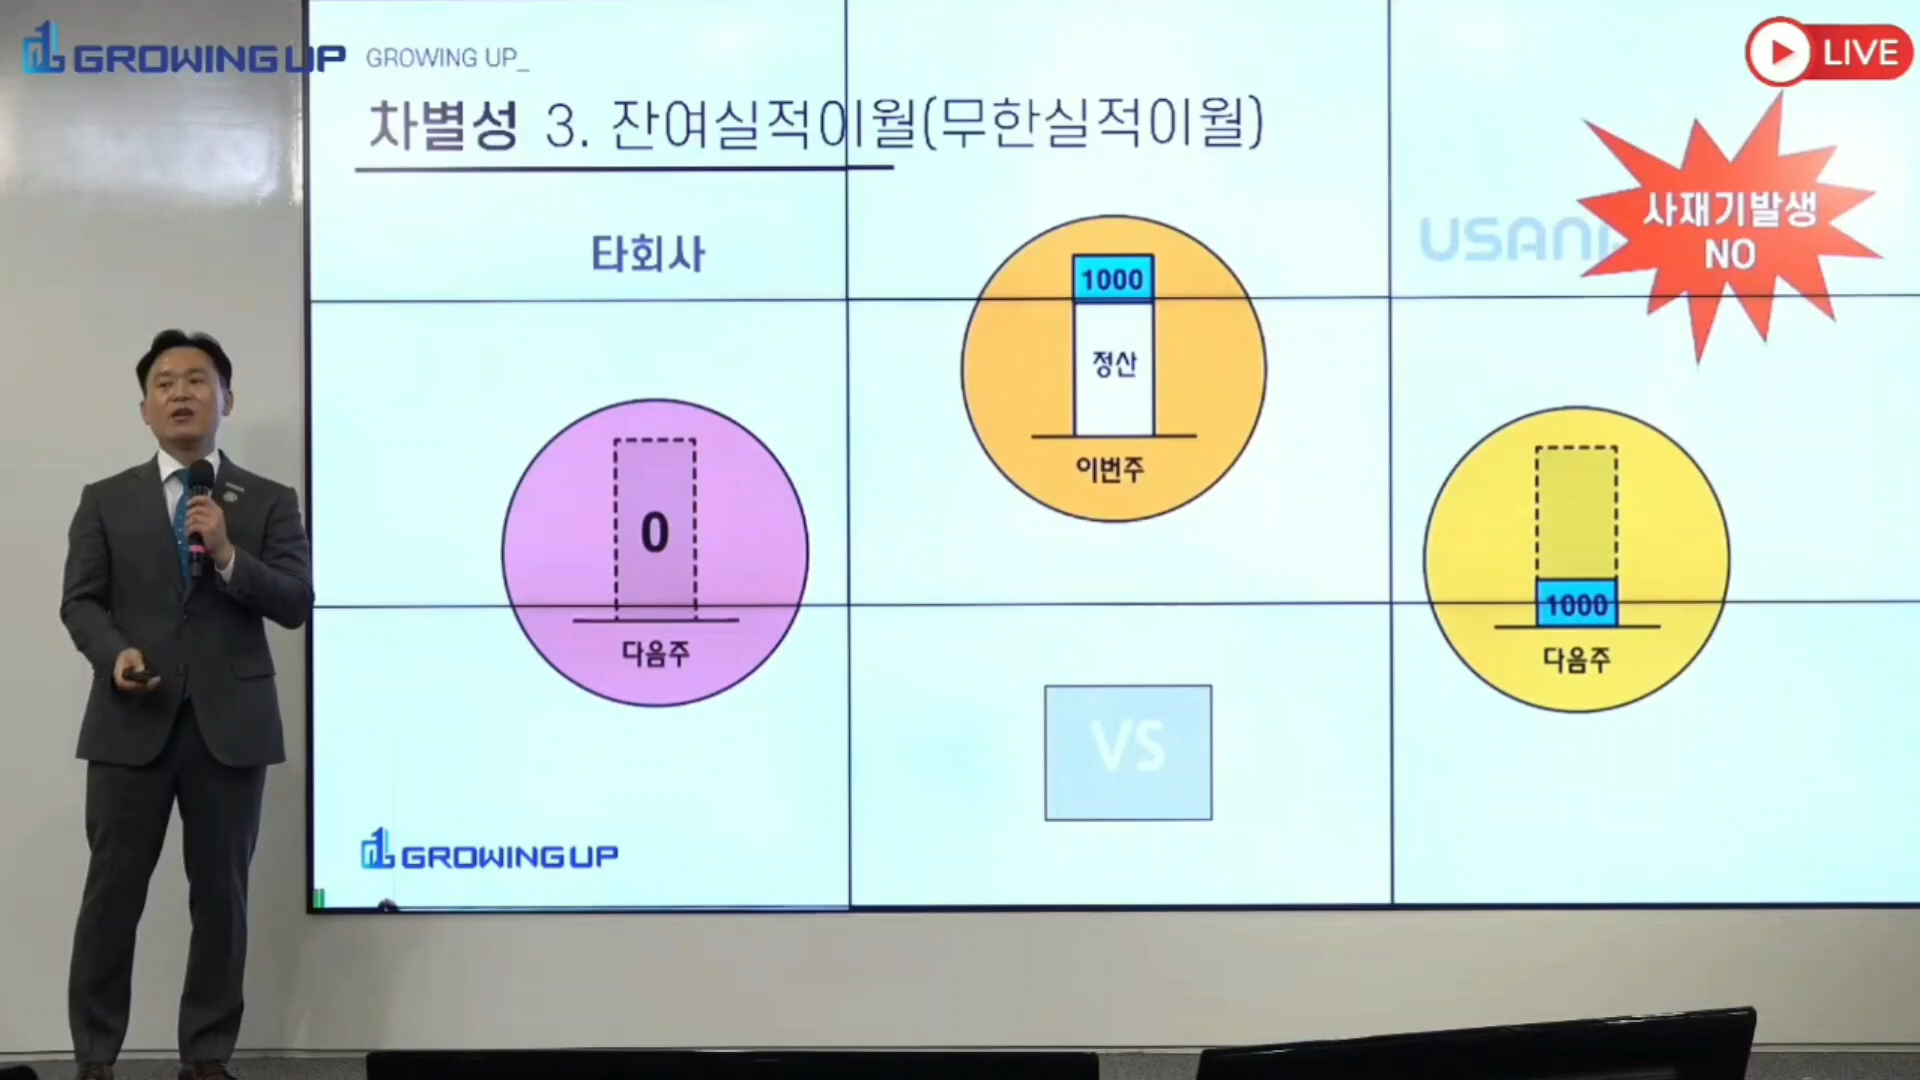 GROWING UP
GROWING UP_
LIVE
차별성 3. 잔여실적이월(무한실적이월)
사재기발생
NO
타회사
USANA
1000
정산
이번주
0
다음주
1000
다음주
VS
GROWING UP